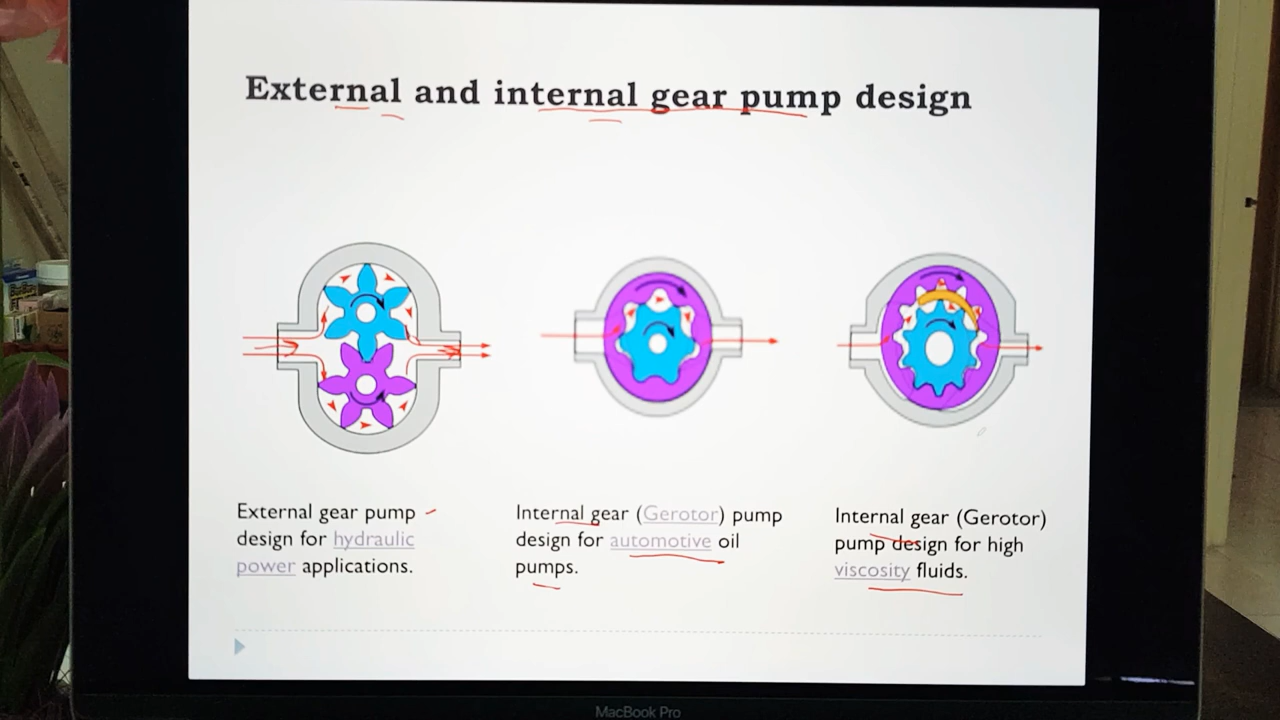 External and internal gear pump design
External gear pump
design for hydraulic
power applications.
Internal gear (Gerotor) pump
design for automotive oil
pumps.
Internal gear (Gerotor)
pump design for high
viscosity fluids.
MacBook Pro